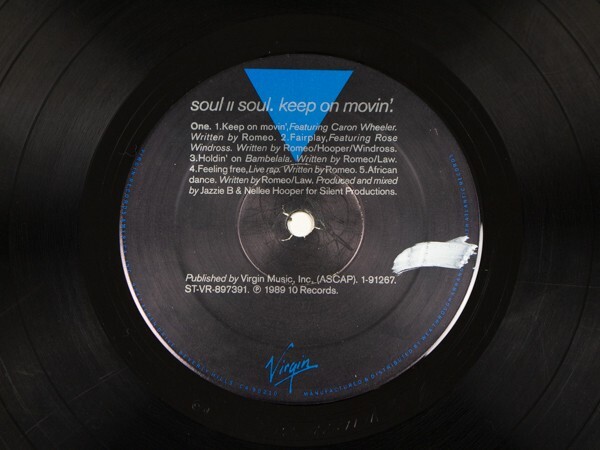 soul II soul. keep on movin'.
One. 1.Keep on movin', Featuring Caron Wheeler.
Written by Romeo. 2.Fairplay, Featuring Rose
Windross. Written by Romeo/Hooper/Windross.
3.Holdin' on Bambelala. Written by Romeo/Law.
4.Feeling free, Live rap. Written by Romeo. 5.African
dance. Written by Romeo/Law. Produced and mixed
by Jazzie B & Nellee Hooper for Silent Productions.
Published by Virgin Music, Inc. (ASCAP). 1-91267.
ST-VR-897391. ℗ 1989 10 Records.
Virgin
MANUFACTURED & DISTRIBUTED BY